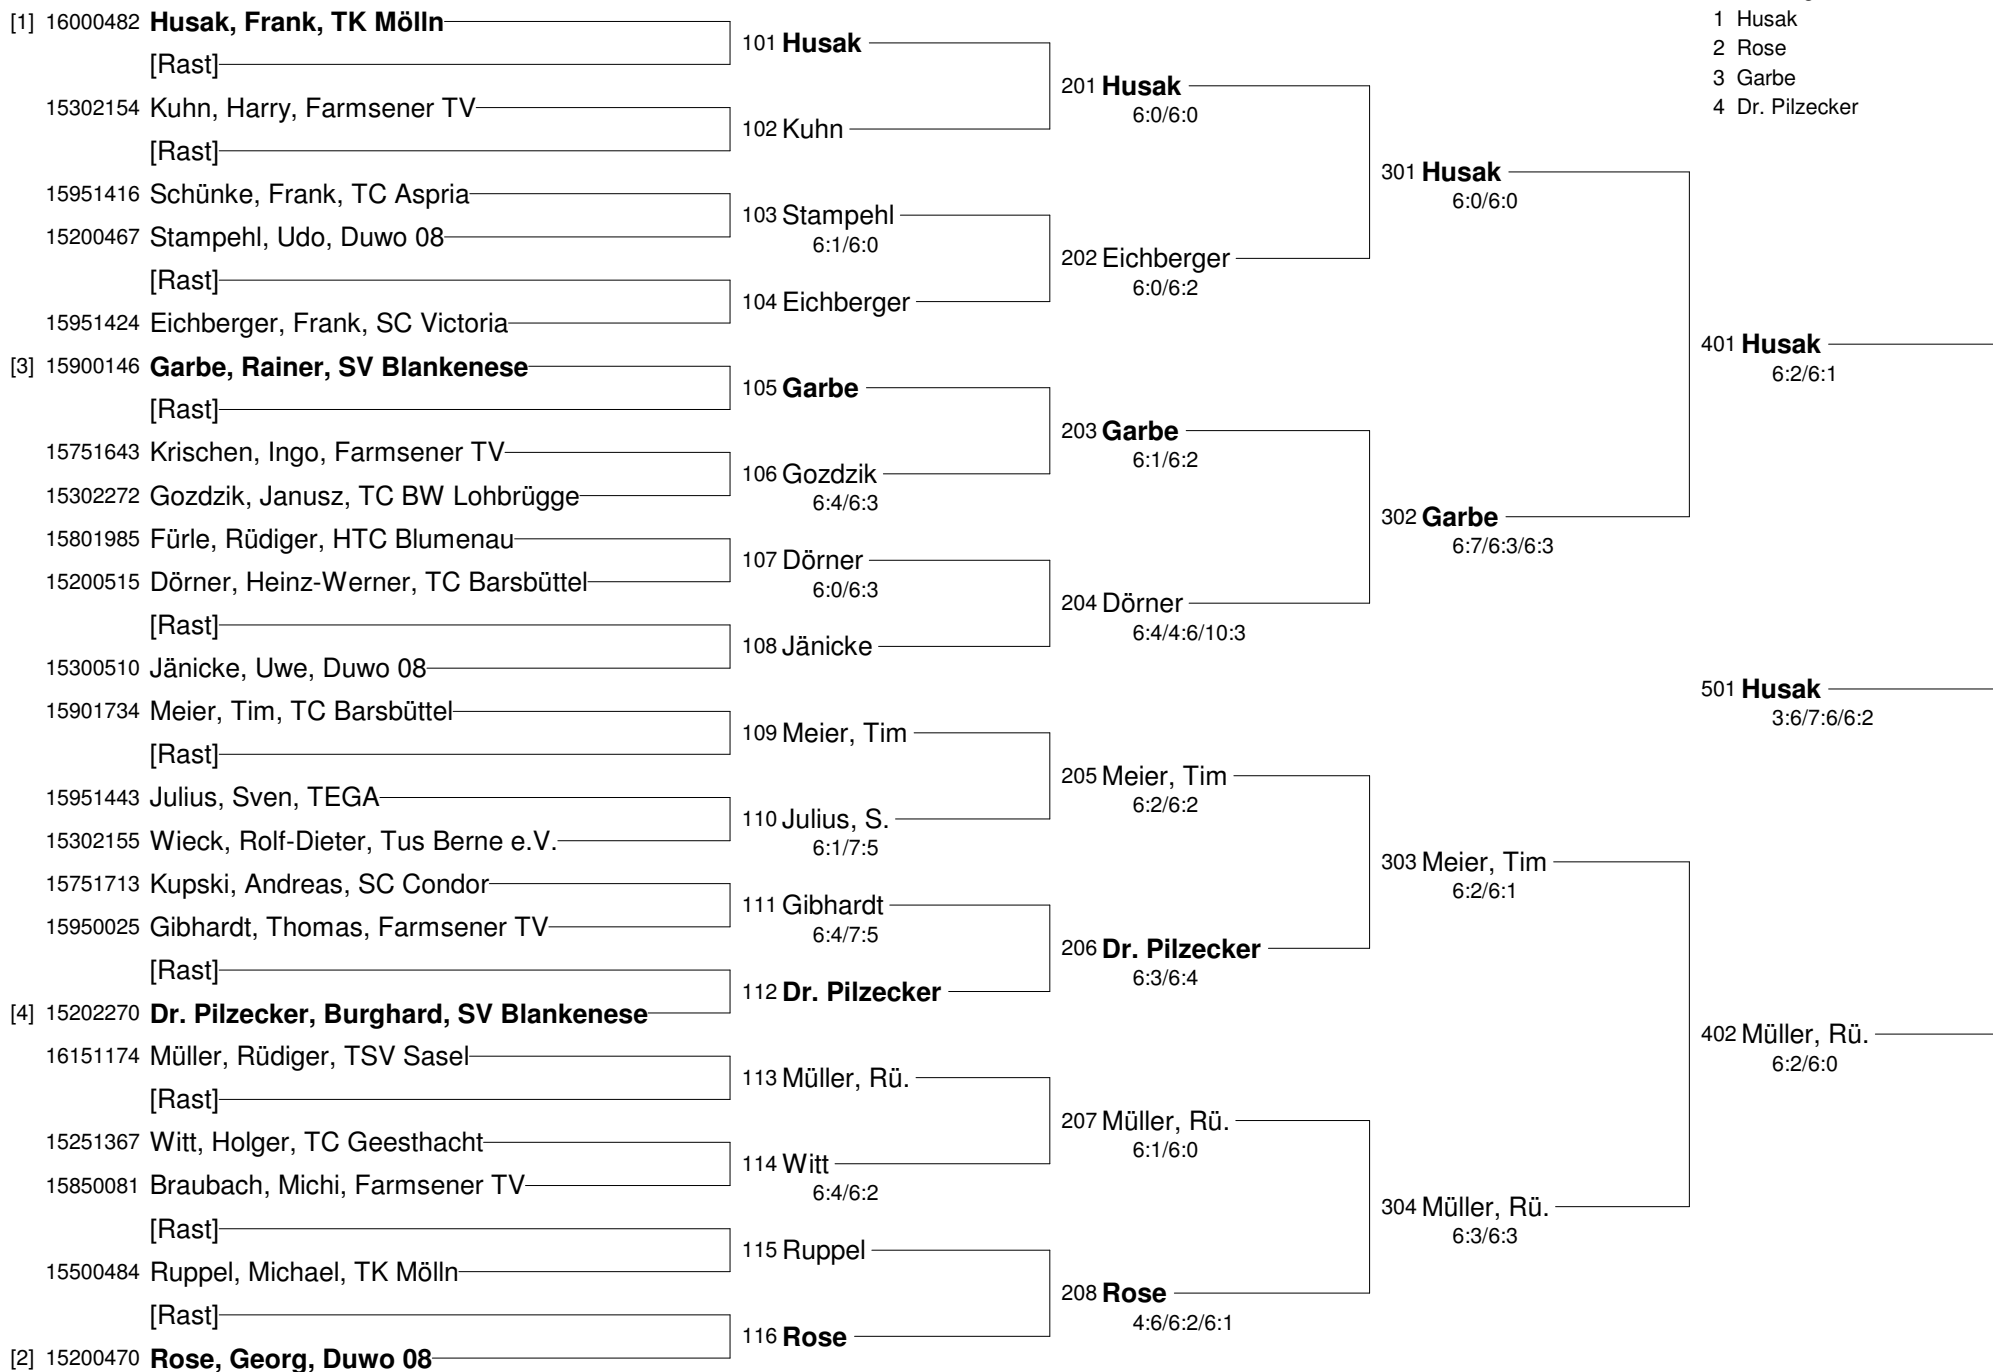 [1] 16000482 Husak, Frank, TK Mölln
[Rast]
15302154 Kuhn, Harry, Farmsener TV
[Rast]
15951416 Schünke, Frank, TC Aspria
15200467 Stampehl, Udo, Duwo 08
[Rast]
15951424 Eichberger, Frank, SC Victoria
[3] 15900146 Garbe, Rainer, SV Blankenese
[Rast]
15751643 Krischen, Ingo, Farmsener TV
15302272 Gozdzik, Janusz, TC BW Lohbrügge
15801985 Fürle, Rüdiger, HTC Blumenau
15200515 Dörner, Heinz-Werner, TC Barsbüttel
[Rast]
15300510 Jänicke, Uwe, Duwo 08
15901734 Meier, Tim, TC Barsbüttel
[Rast]
15951443 Julius, Sven, TEGA
15302155 Wieck, Rolf-Dieter, Tus Berne e.V.
15751713 Kupski, Andreas, SC Condor
15950025 Gibhardt, Thomas, Farmsener TV
[Rast]
[4] 15202270 Dr. Pilzecker, Burghard, SV Blankenese
16151174 Müller, Rüdiger, TSV Sasel
[Rast]
15251367 Witt, Holger, TC Geesthacht
15850081 Braubach, Michi, Farmsener TV
[Rast]
15500484 Ruppel, Michael, TK Mölln
[Rast]
[2] 15200470 Rose, Georg, Duwo 08
101 Husak
102 Kuhn
103 Stampehl
6:1/6:0
104 Eichberger
105 Garbe
106 Gozdzik
6:4/6:3
107 Dörner
6:0/6:3
108 Jänicke
109 Meier, Tim
110 Julius, S.
6:1/7:5
111 Gibhardt
6:4/7:5
112 Dr. Pilzecker
113 Müller, Rü.
114 Witt
6:4/6:2
115 Ruppel
116 Rose
201 Husak
6:0/6:0
202 Eichberger
6:0/6:2
203 Garbe
6:1/6:2
204 Dörner
6:4/4:6/10:3
205 Meier, Tim
6:2/6:2
206 Dr. Pilzecker
6:3/6:4
207 Müller, Rü.
6:1/6:0
208 Rose
4:6/6:2/6:1
301 Husak
6:0/6:0
302 Garbe
6:7/6:3/6:3
303 Meier, Tim
6:2/6:1
304 Müller, Rü.
6:3/6:3
1 Husak
2 Rose
3 Garbe
4 Dr. Pilzecker
401 Husak
6:2/6:1
501 Husak
3:6/7:6/6:2
402 Müller, Rü.
6:2/6:0